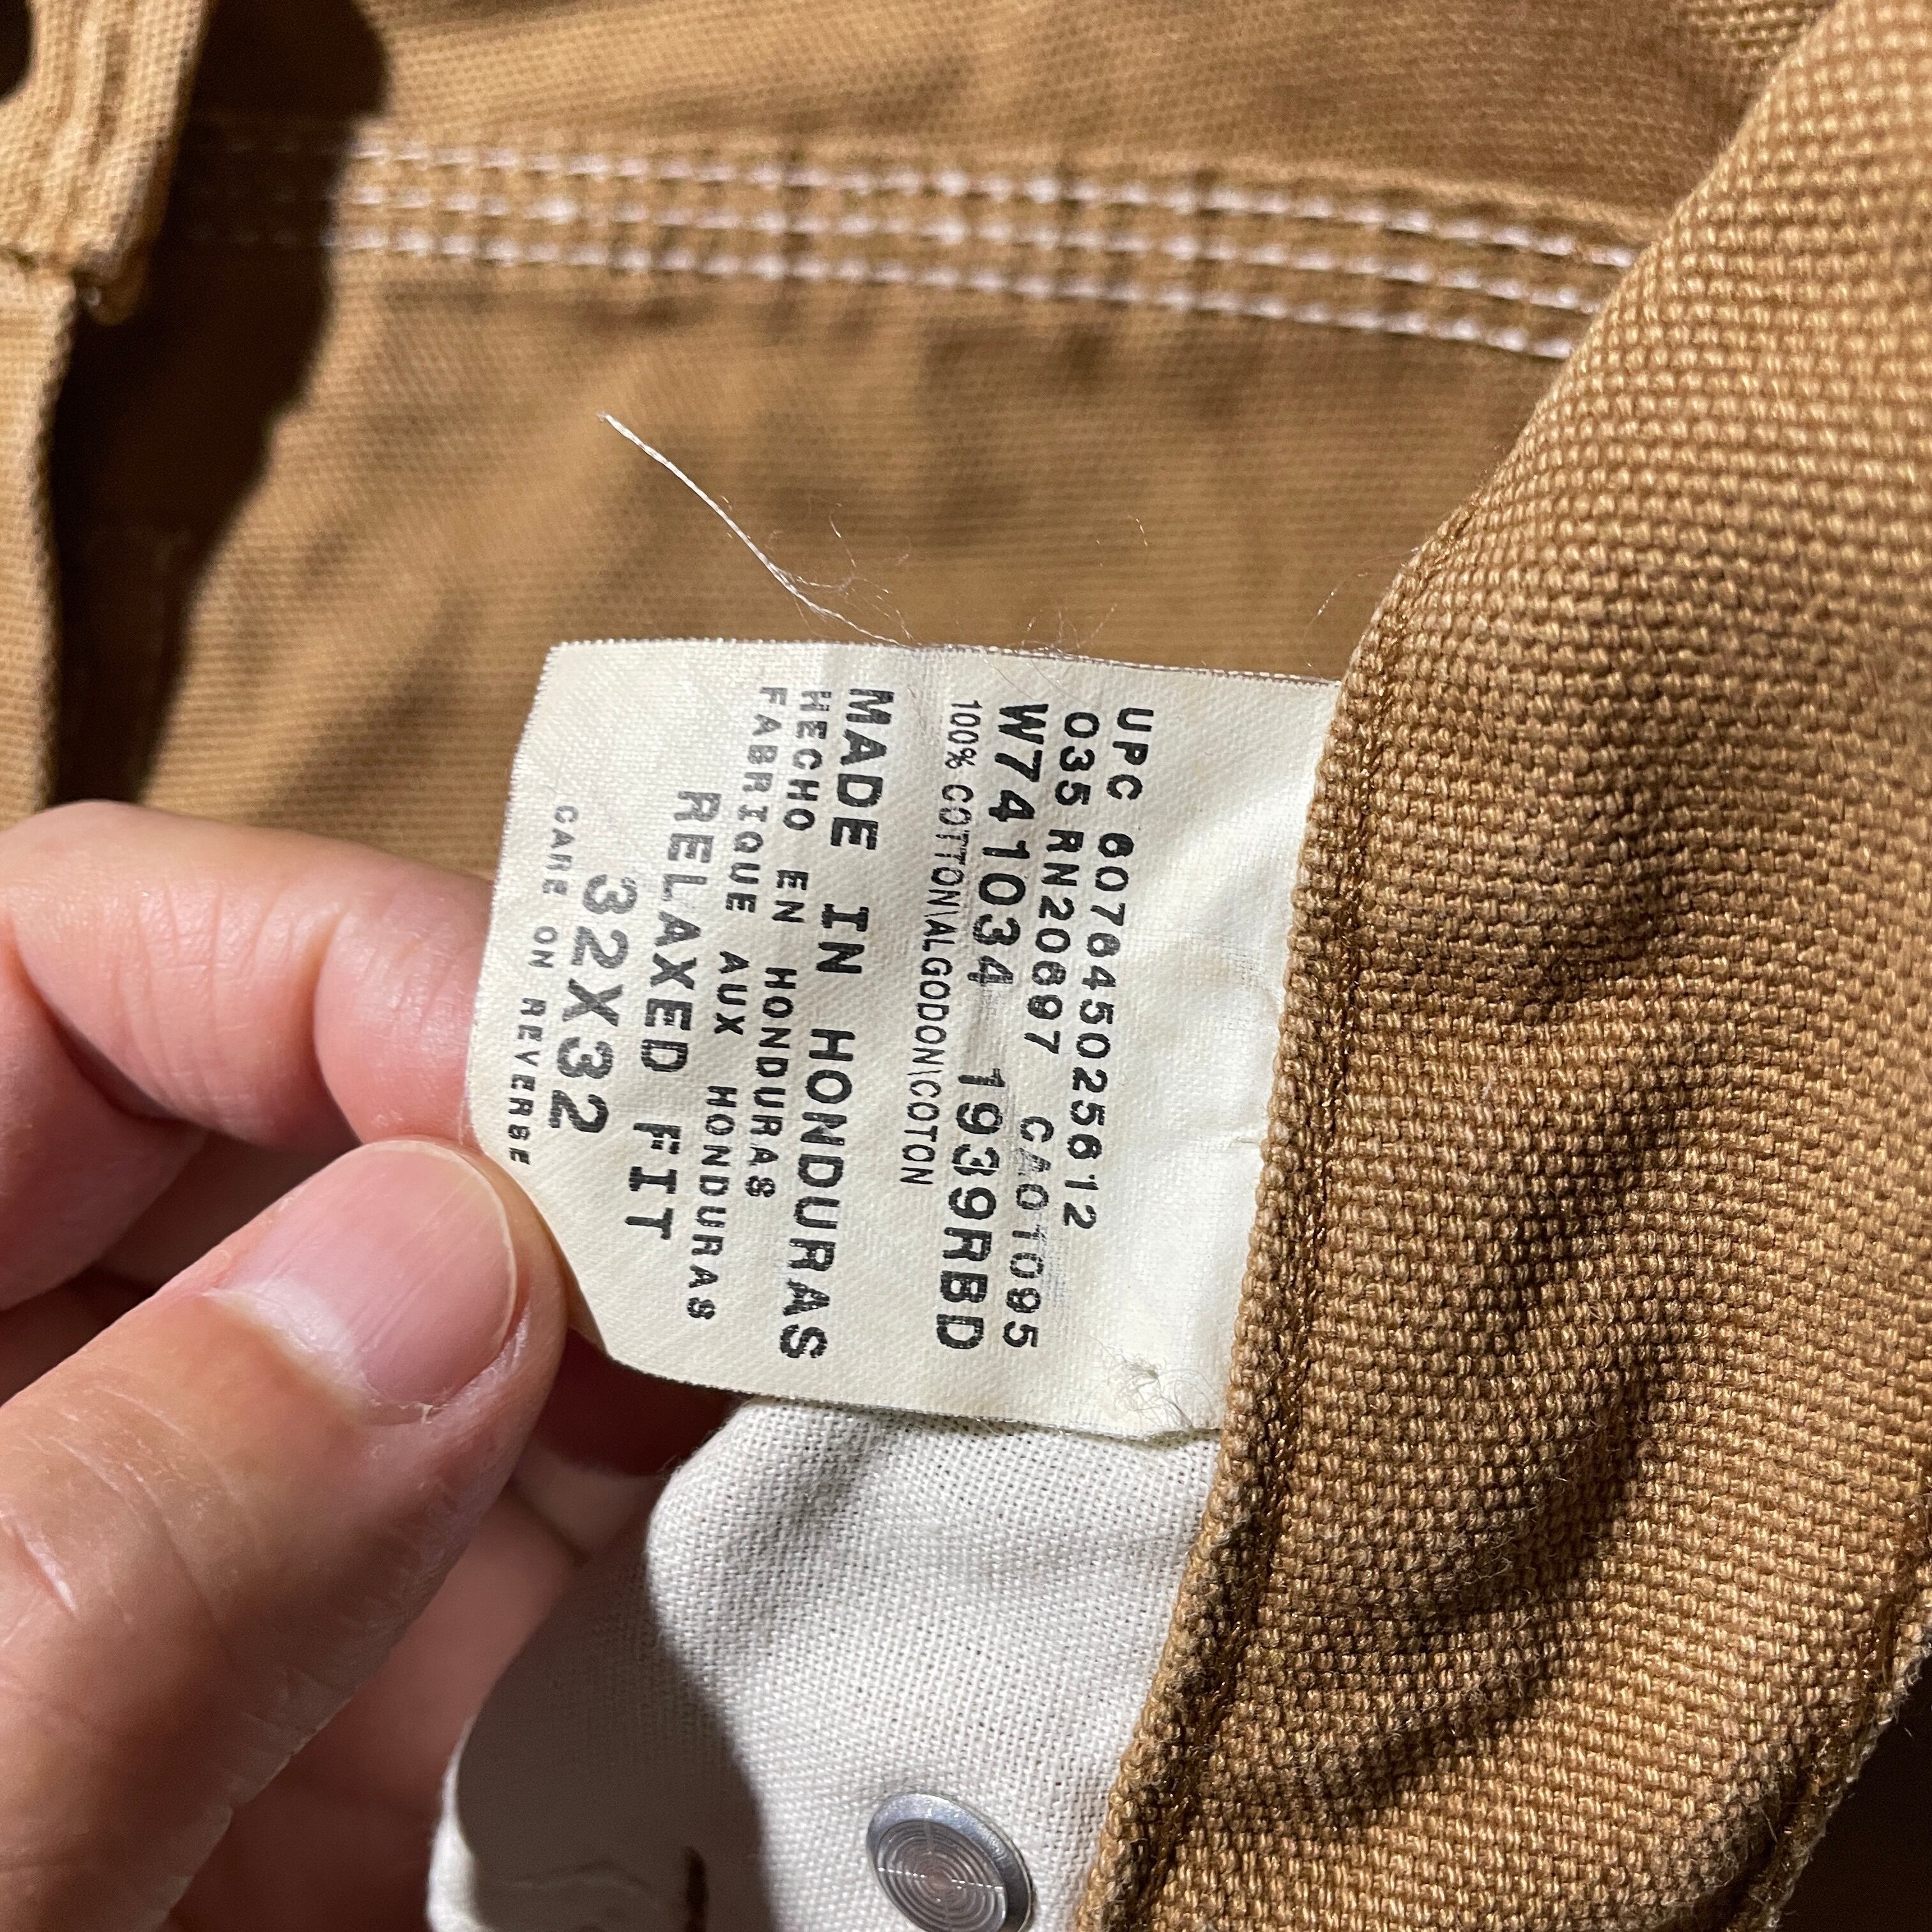 UPC 607645025612
035 RN20697 CA01095
W741034 1939RBD
100% COTTON\ALGODON\COTON
MADE IN HONDURAS
HECHO EN HONDURAS
FABRIQUE AUX HONDURAS
RELAXED FIT
32X32
CARE ON REVERSE